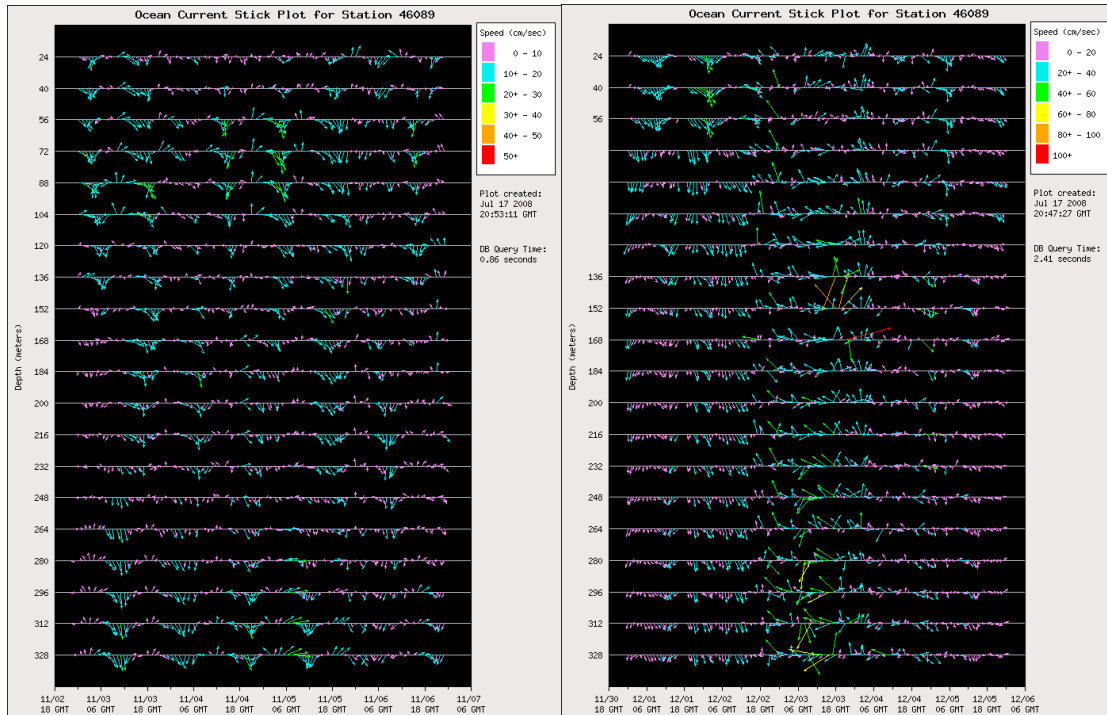 Ocean Current Stick Plot for Station 46089
Speed (cm/sec)
0 - 10
10+ - 20
20+ - 30
30+ - 40
40+ - 50
50+
Plot created:
Jul 17 2008
20:53:11 GMT
DB Query Time:
0.86 seconds
Depth (meters)
24
40
56
72
88
104
120
136
152
168
184
200
216
232
248
264
280
296
312
328
11/02 11/03 11/03 11/04 11/04 11/05 11/05 11/06 11/06 11/07
18 GMT 06 GMT 18 GMT 06 GMT 18 GMT 06 GMT 18 GMT 06 GMT 18 GMT 06 GMT
Ocean Current Stick Plot for Station 46089
Speed (cm/sec)
0 - 20
20+ - 40
40+ - 60
60+ - 80
80+ - 100
100+
Plot created:
Jul 17 2008
20:47:27 GMT
DB Query Time:
2.41 seconds
Depth (meters)
24
40
56
136
152
168
184
200
216
232
248
264
280
296
312
328
11/30 12/01 12/01 12/02 12/02 12/03 12/03 12/04 12/04 12/05 12/05 12/06
18 GMT 06 GMT 18 GMT 06 GMT 18 GMT 06 GMT 18 GMT 06 GMT 18 GMT 06 GMT 18 GMT 06 GMT